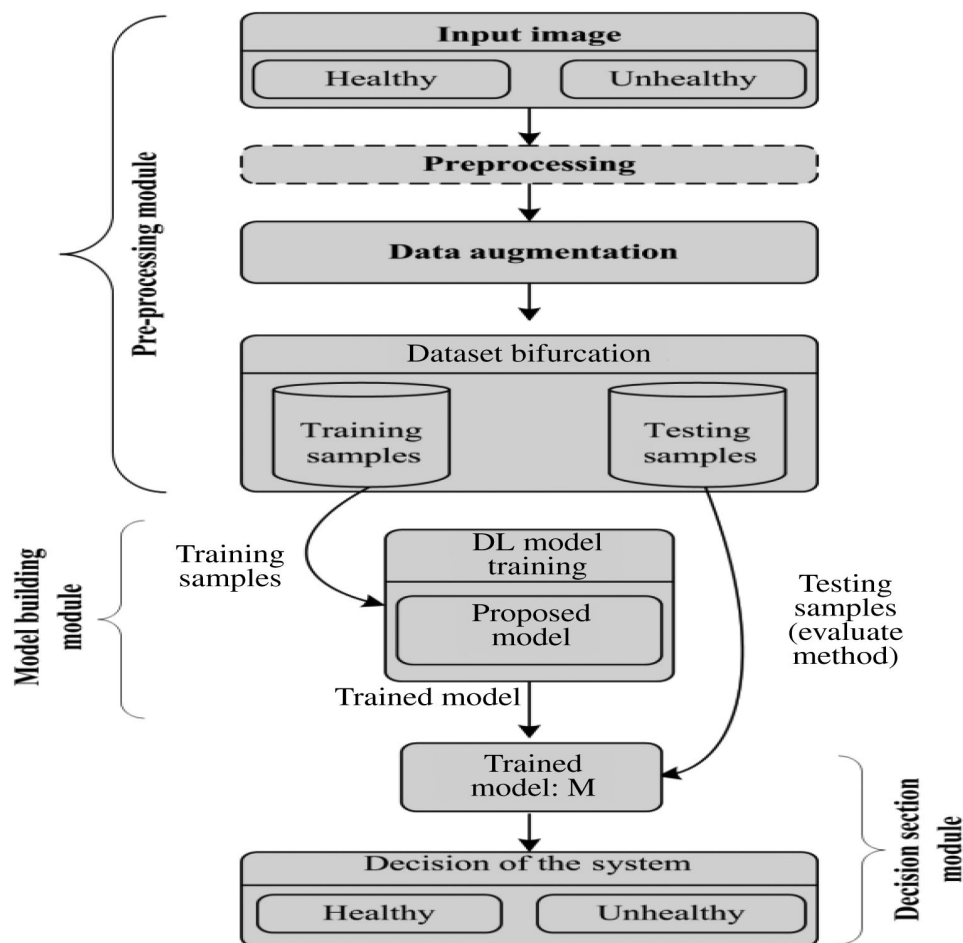 Input image
Healthy
Unhealthy
Preprocessing
Data augmentation
Pre-processing module
Dataset bifurcation
Training
samples
Testing
samples
Training
samples
DL model
training
Proposed
model
Testing
samples
(evaluate
method)
Model building
module
Trained model
Trained
model: M
Decision section
module
Decision of the system
Healthy
Unhealthy